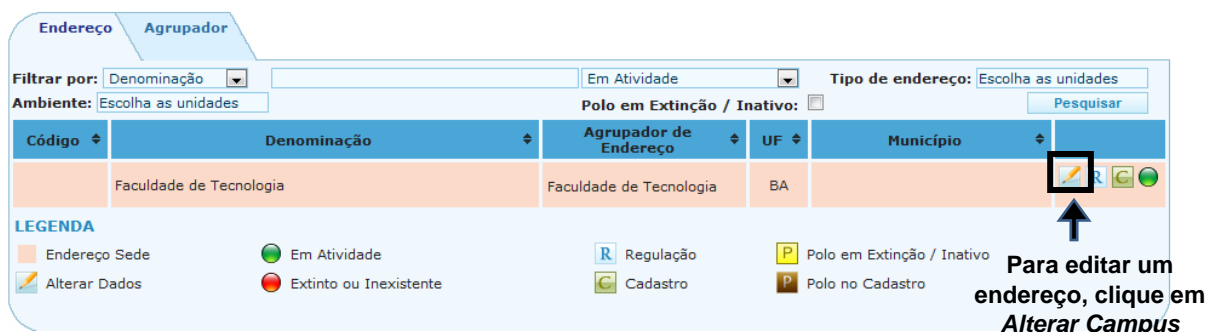 Endereço Agrupador
Filtrar por: Denominação Em Atividade Tipo de endereço: Escolha as unidades
Ambiente: Escolha as unidades Polo em Extinção / Inativo: Pesquisar
Código Denominação Agrupador de Endereço UF Município
Faculdade de Tecnologia Faculdade de Tecnologia BA R C
LEGENDA
Endereço Sede Em Atividade R Regulação P Polo em Extinção / Inativo
Alterar Dados Extinto ou Inexistente C Cadastro P Polo no Cadastro
Para editar um
endereço, clique em
Alterar Campus